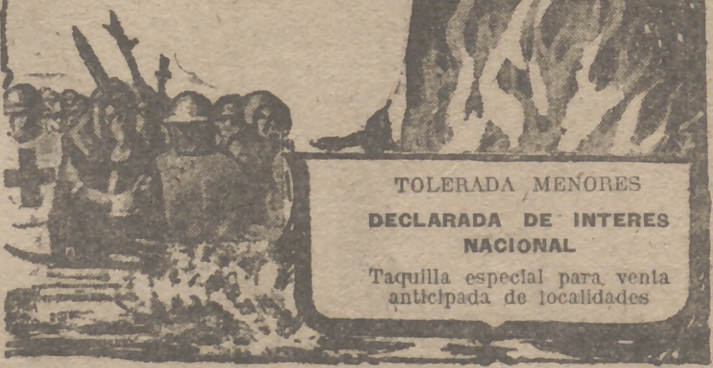 TOLERADA MENORES
DECLARADA DE INTERES
NACIONAL
Taquilla especial para venta
anticipada de localidades